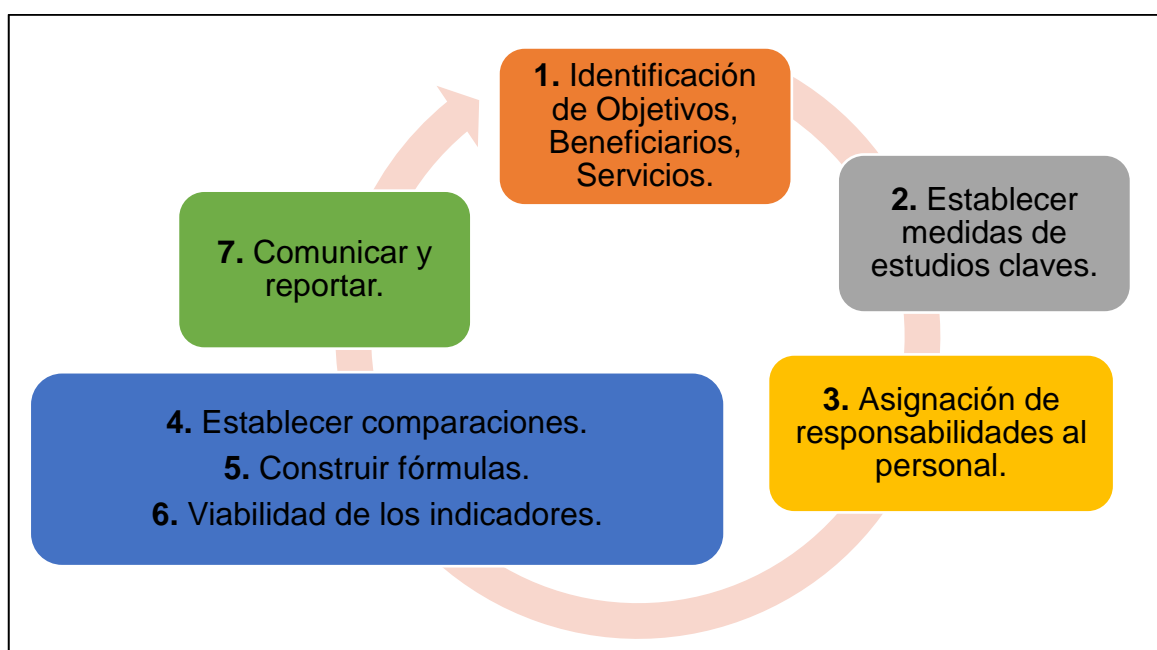 1. Identificación
de Objetivos,
Beneficiarios,
Servicios.
2. Establecer
medidas de
estudios claves.
3. Asignación de
responsabilidades al
personal.
4. Establecer comparaciones.
5. Construir fórmulas.
6. Viabilidad de los indicadores.
7. Comunicar y
reportar.